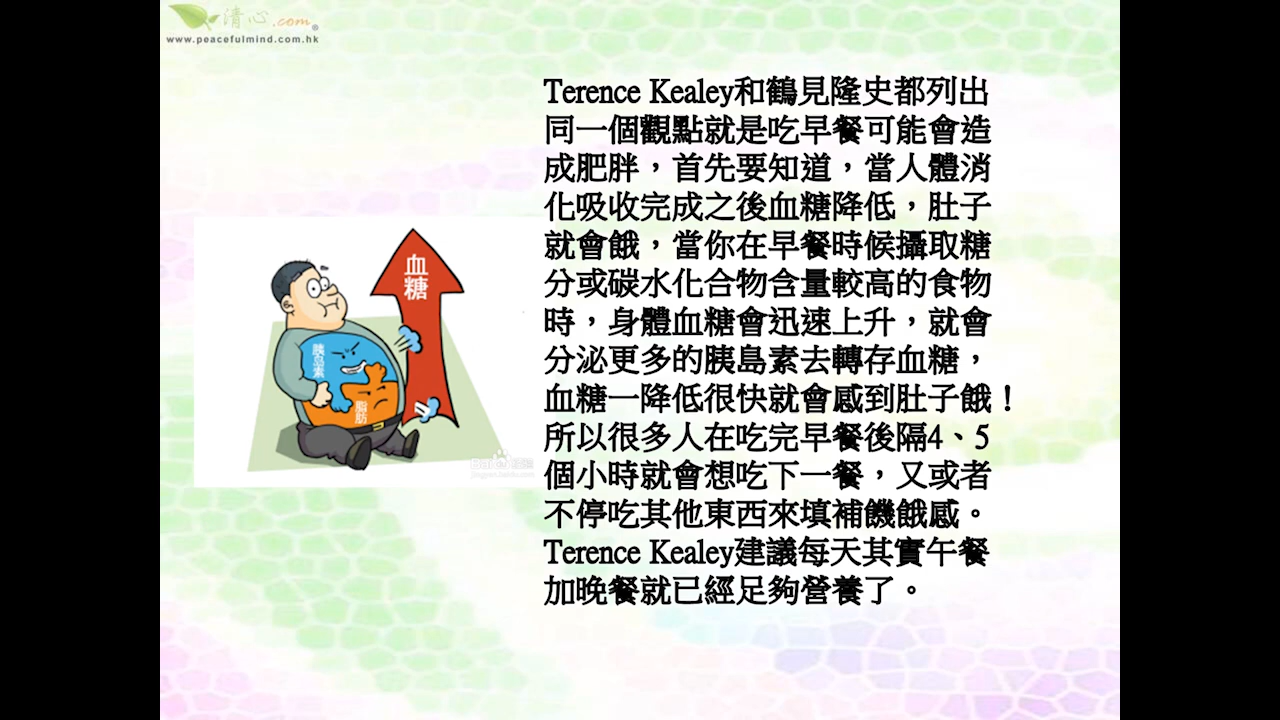 清心.com®
www.peacefulmind.com.hk
Terence Kealey和鶴見隆史都列出
同一個觀點就是吃早餐可能會造
成肥胖，首先要知道，當人體消
化吸收完成之後血糖降低，肚子
就會餓，當你在早餐時候攝取糖
分或碳水化合物含量較高的食物
時，身體血糖會迅速上升，就會
分泌更多的胰島素去轉存血糖，
血糖一降低很快就會感到肚子餓！
所以很多人在吃完早餐後隔4、5
個小時就會想吃下一餐，又或者
不停吃其他東西來填補饑餓感。
Terence Kealey建議每天其實午餐
加晚餐就已經足夠營養了。
血糖
胰岛素
脂肪